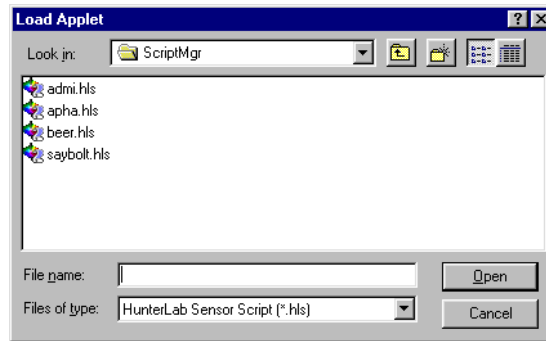 Load Applet
Look in: ScriptMgr
admi.hls
apha.hls
beer.hls
saybolt.hls
File name:
Open
Files of type: HunterLab Sensor Script (*.hls)
Cancel